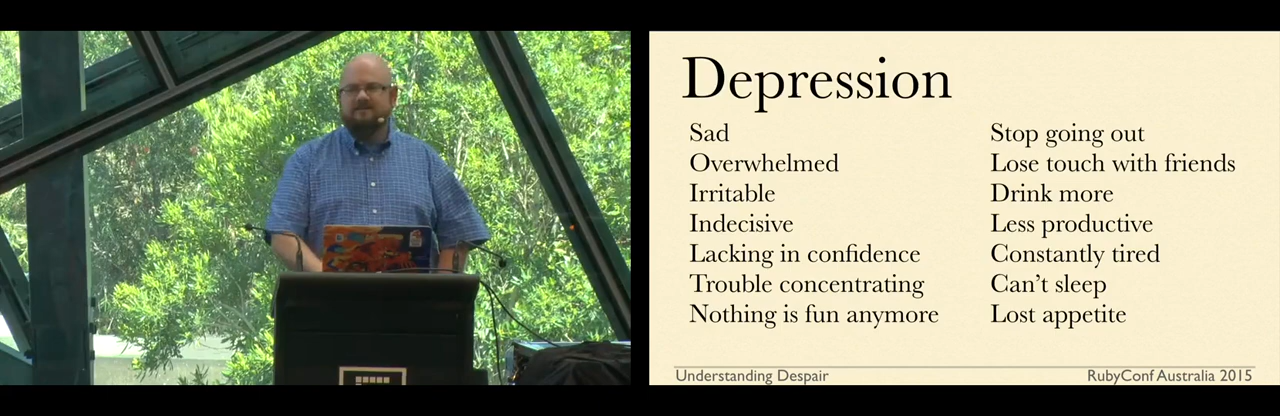 Depression
Sad
Overwhelmed
Irritable
Indecisive
Lacking in confidence
Trouble concentrating
Nothing is fun anymore
Stop going out
Lose touch with friends
Drink more
Less productive
Constantly tired
Can’t sleep
Lost appetite
Understanding Despair
RubyConf Australia 2015